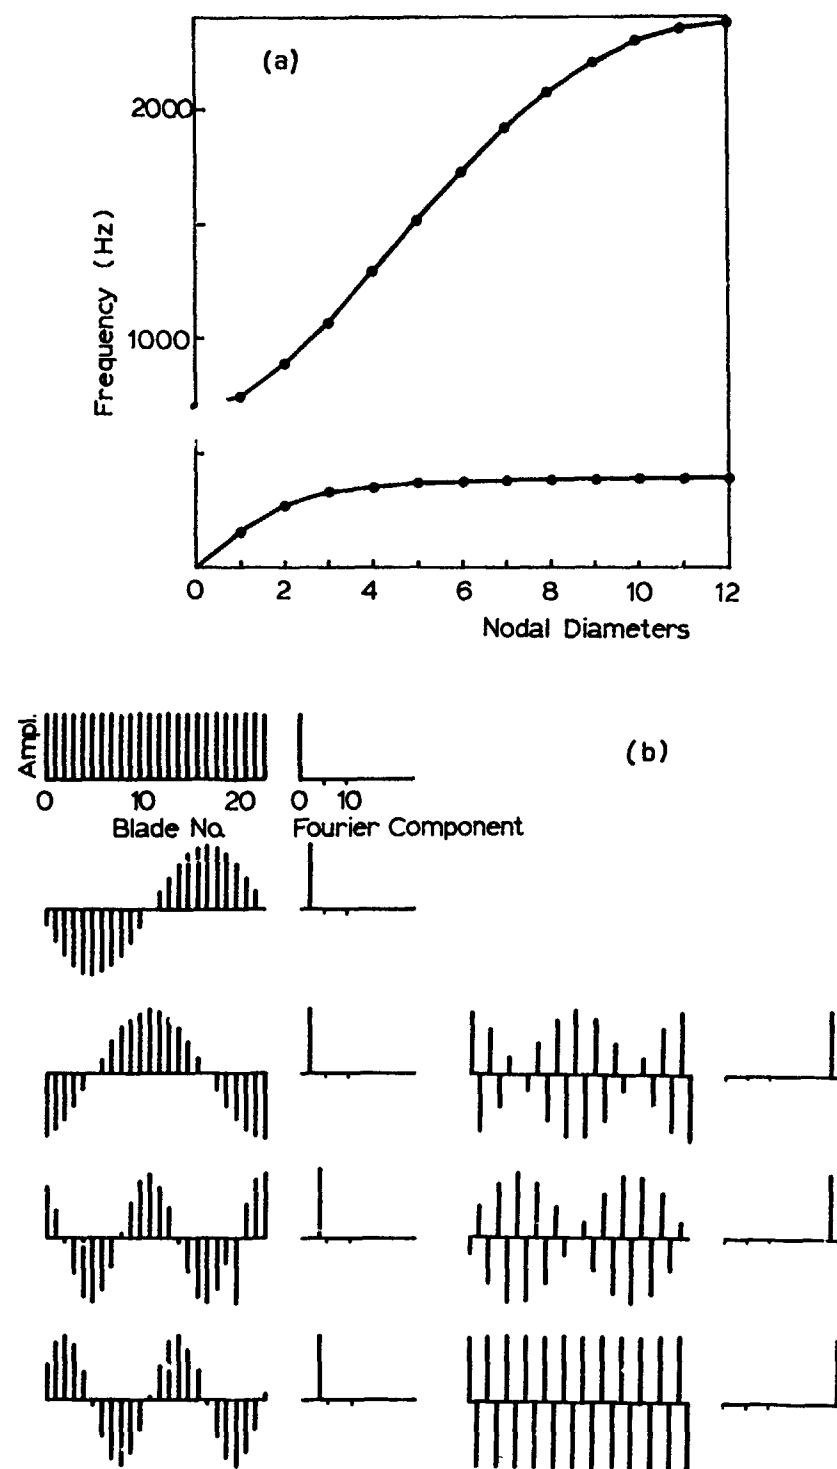 (a)
2000
1000
Frequency (Hz)
0 2 4 6 8 10 12
Nodal Diameters
(b)
Ampl.
0 10 20 0 10
Blade No. Fourier Component